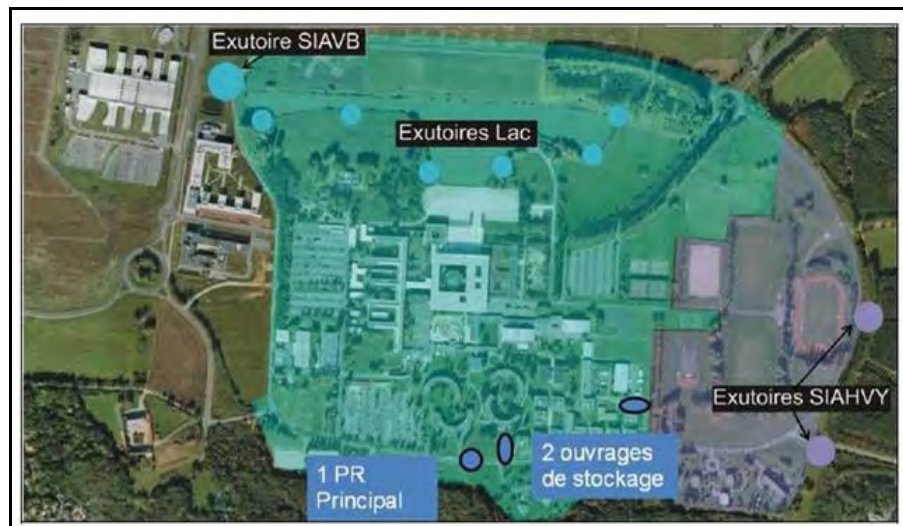 Exutoire SIAVB
Exutoires Lac
Exutoires SIAHVY
2 ouvrages
de stockage
1 PR
Principal